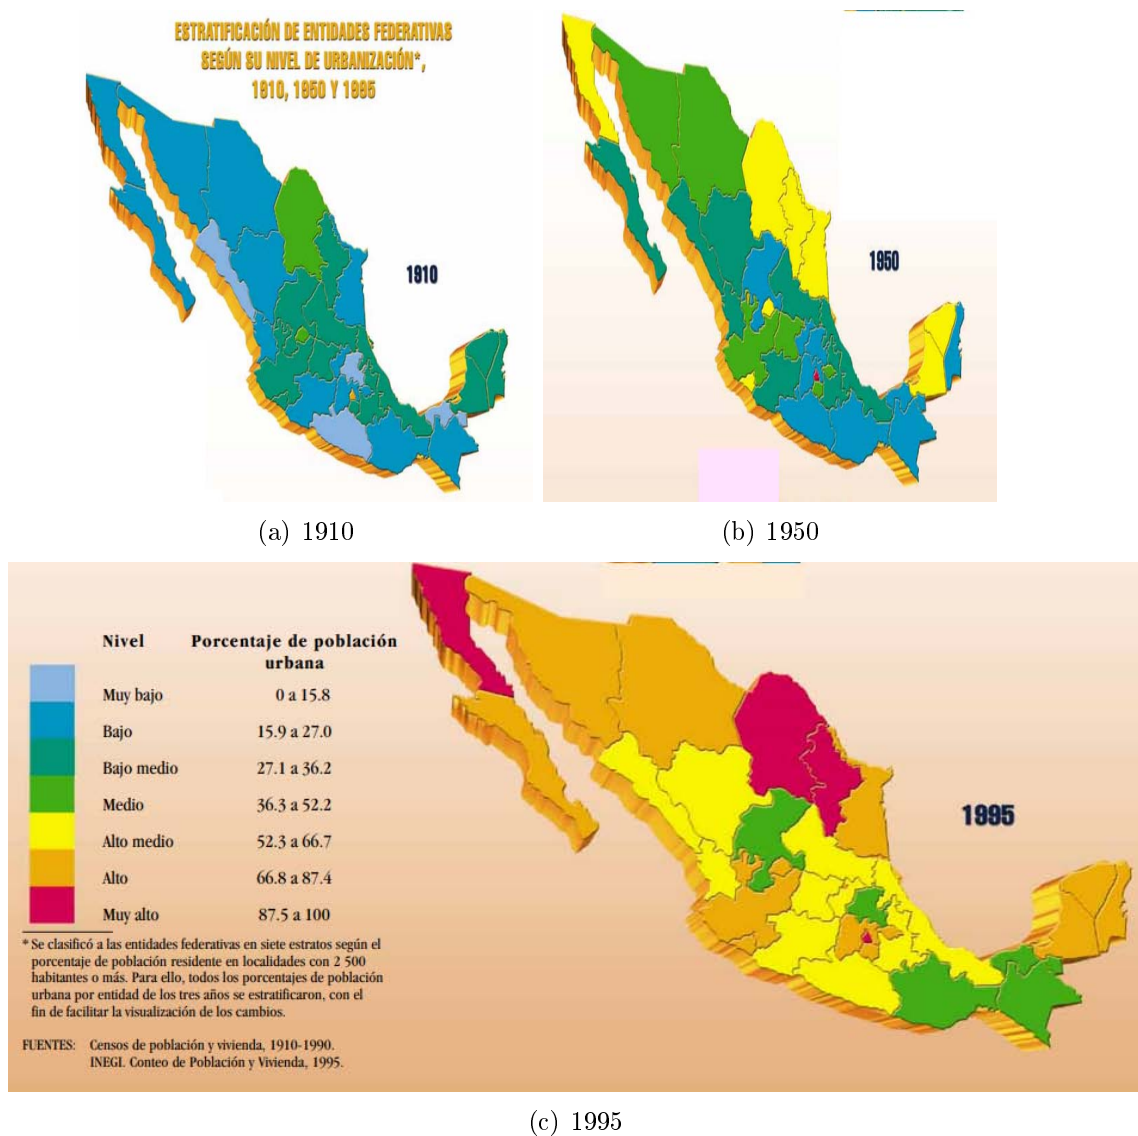 ESTRATIFICACIÓN DE ENTIDADES FEDERATIVAS
SEGÚN SU NIVEL DE URBANIZACIÓN*,
1910, 1950 Y 1995
1910
1950
(a) 1910
(b) 1950
Nivel Porcentaje de población
urbana
Muy bajo 0 a 15.8
Bajo 15.9 a 27.0
Bajo medio 27.1 a 36.2
Medio 36.3 a 52.2
Alto medio 52.3 a 66.7
Alto 66.8 a 87.4
Muy alto 87.5 a 100
1995
* Se clasificó a las entidades federativas en siete estratos según el
porcentaje de población residente en localidades con 2 500
habitantes o más. Para ello, todos los porcentajes de población
urbana por entidad de los tres años se estratificaron, con el
fin de facilitar la visualización de los cambios.
FUENTES: Censos de población y vivienda, 1910-1990.
INEGI. Conteo de Población y Vivienda, 1995.
(c) 1995